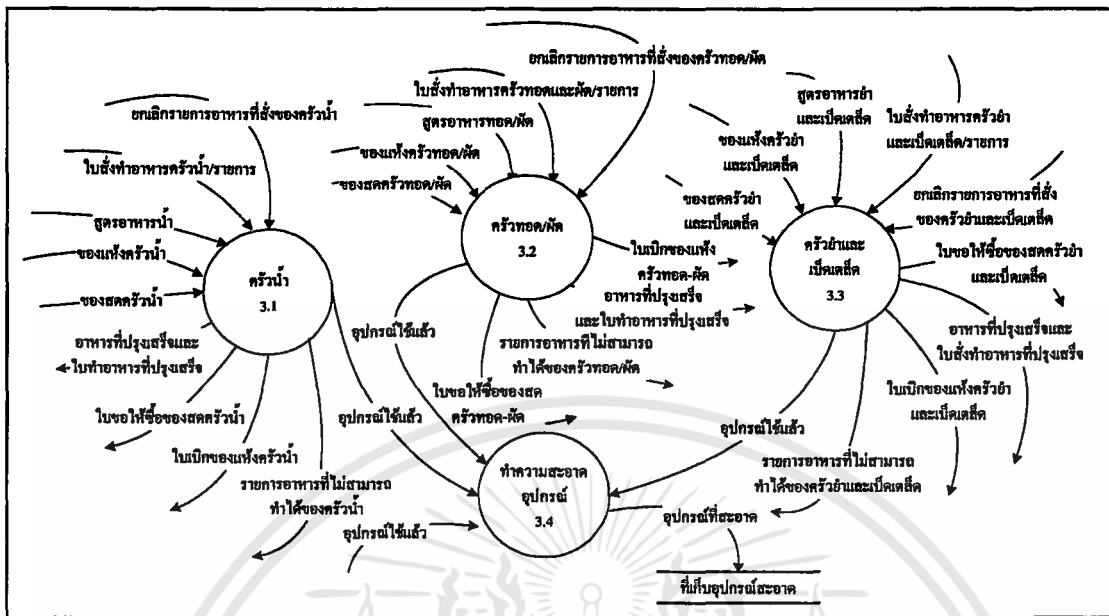 ยกเลิกรายการอาหารที่สั่งของครัวน้ำ
ใบสั่งทำอาหารครัวน้ำ/รายการ
สูตรอาหารน้ำ
ของแห้งครัวน้ำ
ของสดครัวน้ำ
ครัวน้ำ
3.1
อาหารที่ปรุงเสร็จและ
ใบทำอาหารที่ปรุงเสร็จ
ใบขอให้ซื้อของสดครัวน้ำ
ใบเบิกของแห้งครัวน้ำ
รายการอาหารที่ไม่สามารถ
ทำได้ของครัวน้ำ
อุปกรณ์ใช้แล้ว
ยกเลิกรายการอาหารที่สั่งของครัวทอด/ผัด
ใบสั่งทำอาหารครัวทอดและผัด/รายการ
สูตรอาหารทอด/ผัด
ของแห้งครัวทอด/ผัด
ของสดครัวทอด/ผัด
ครัวทอด/ผัด
3.2
ใบเบิกของแห้ง
ครัวทอด-ผัด
อาหารที่ปรุงเสร็จ
และใบทำอาหารที่ปรุงเสร็จ
รายการอาหารที่ไม่สามารถ
ทำได้ของครัวทอด/ผัด
ใบขอให้ซื้อของสด
ครัวทอด-ผัด
อุปกรณ์ใช้แล้ว
สูตรอาหารยำ
และเบ็ดเตล็ด
ใบสั่งทำอาหารครัวยำ
และเบ็ดเตล็ด/รายการ
ของแห้งครัวยำ
และเบ็ดเตล็ด
ยกเลิกรายการอาหารที่สั่ง
ของครัวยำและเบ็ดเตล็ด
ของสดครัวยำ
และเบ็ดเตล็ด
ครัวยำและ
เบ็ดเตล็ด
3.3
ใบขอให้ซื้อของสดครัวยำ
และเบ็ดเตล็ด
อาหารที่ปรุงเสร็จและ
ใบสั่งทำอาหารที่ปรุงเสร็จ
ใบเบิกของแห้งครัวยำ
และเบ็ดเตล็ด
รายการอาหารที่ไม่สามารถ
ทำได้ของครัวยำและเบ็ดเตล็ด
อุปกรณ์ใช้แล้ว
ทำความสะอาด
อุปกรณ์
3.4
อุปกรณ์ใช้แล้ว
อุปกรณ์ที่สะอาด
ที่เก็บอุปกรณ์สะอาด